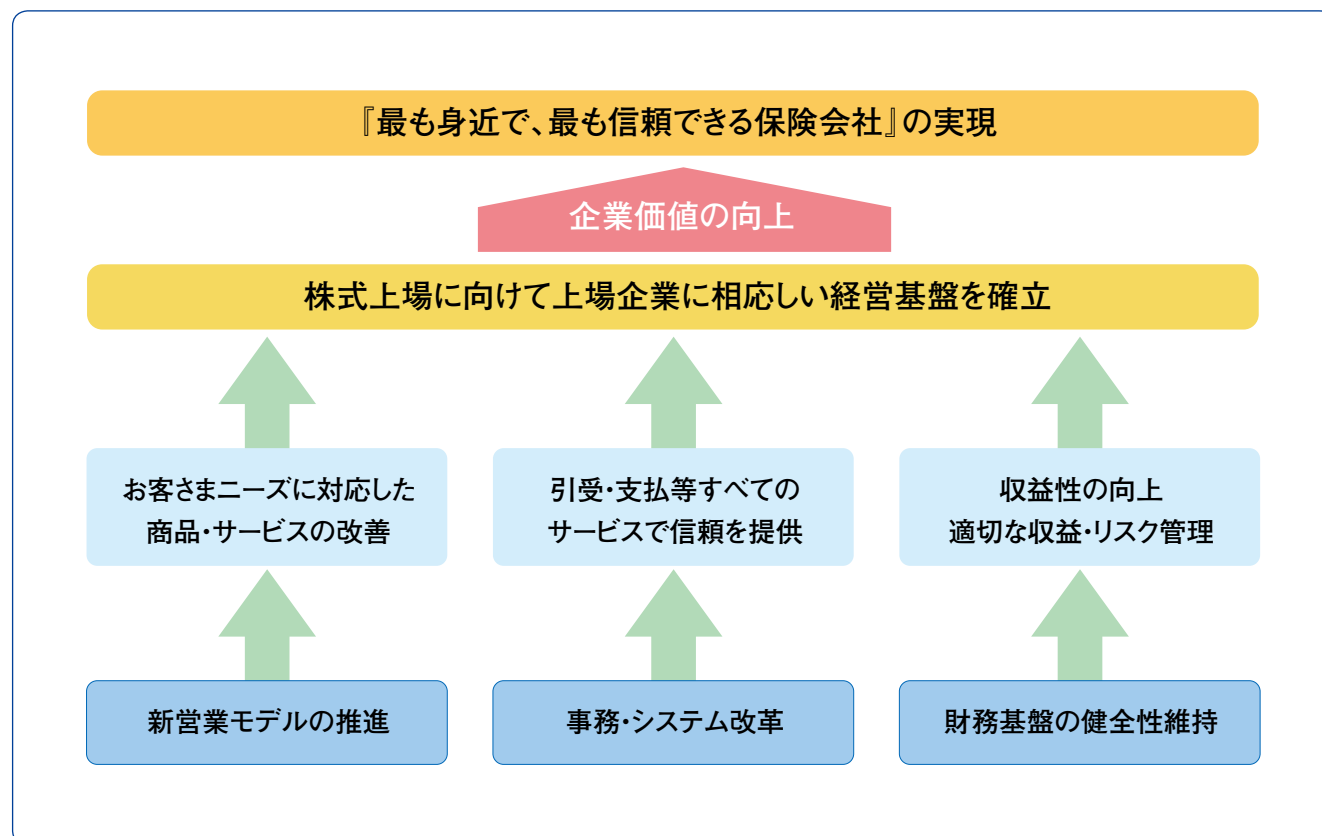 『最も身近で、最も信頼できる保険会社』の実現
企業価値の向上
株式上場に向けて上場企業に相応しい経営基盤を確立
お客さまニーズに対応した
商品・サービスの改善
引受・支払等すべての
サービスで信頼を提供
収益性の向上
適切な収益・リスク管理
新営業モデルの推進
事務・システム改革
財務基盤の健全性維持